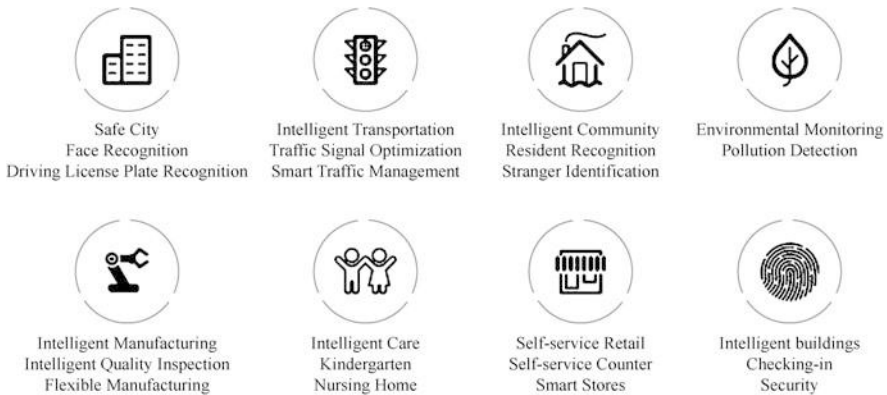 Safe City
Face Recognition
Driving License Plate Recognition
Intelligent Transportation
Traffic Signal Optimization
Smart Traffic Management
Intelligent Community
Resident Recognition
Stranger Identification
Environmental Monitoring
Pollution Detection
Intelligent Manufacturing
Intelligent Quality Inspection
Flexible Manufacturing
Intelligent Care
Kindergarten
Nursing Home
Self-service Retail
Self-service Counter
Smart Stores
Intelligent buildings
Checking-in
Security